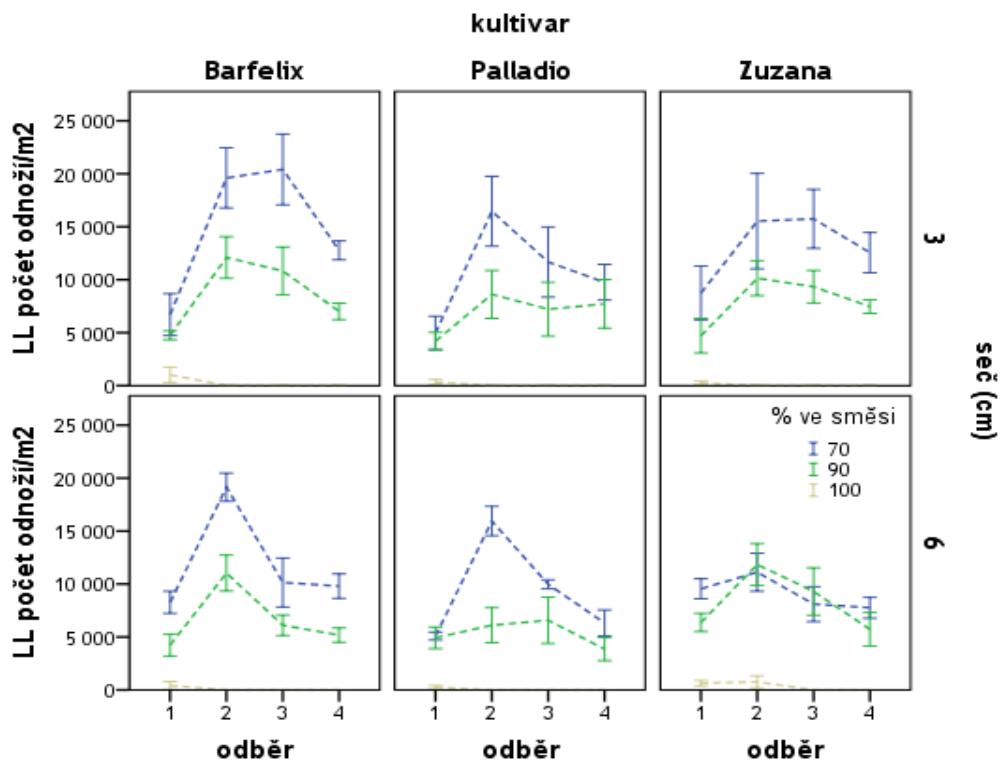 kultivar
Barfelix Palladio Zuzana
LL počet odnoží/m2
25 000
20 000
15 000
10 000
5 000
0
3
seč (cm)
LL počet odnoží/m2
25 000
20 000
15 000
10 000
5 000
0
6
% ve směsi
70
90
100
1 2 3 4 1 2 3 4 1 2 3 4
odběr odběr odběr